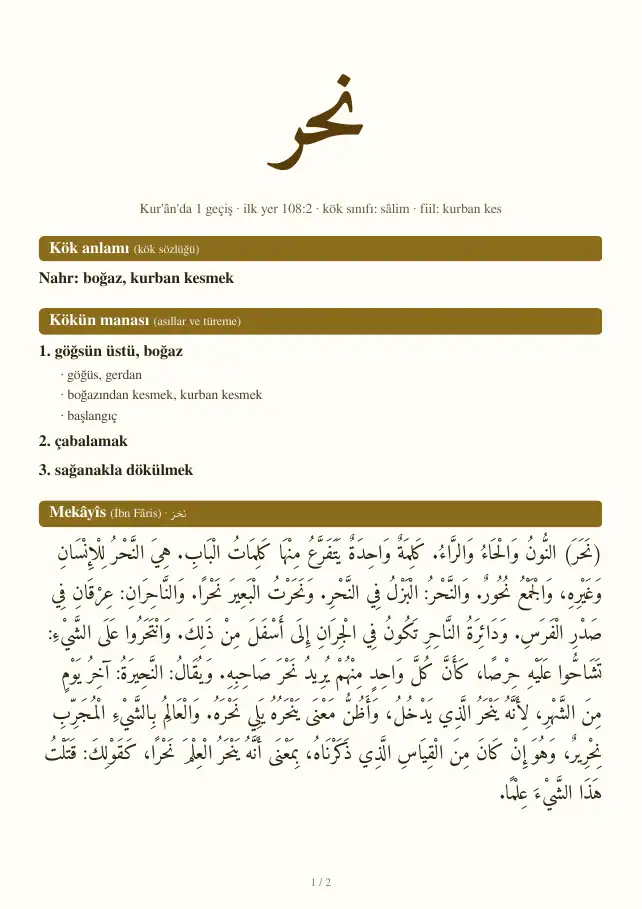 نحر
Kur'ân'da 1 geçiş · ilk yer 108:2 · kök sınıfı: sâlim · fiil: kurban kes
Kök anlamı (kök sözlüğü)
Nahr: boğaz, kurban kesmek
Kökün manası (asıllar ve türeme)
1. göğsün üstü, boğaz
· göğüs, gerdan
· boğazından kesmek, kurban kesmek
· başlangıç
2. çabalamak
3. sağanakla dökülmek
Mekâyîs (İbn Fâris) · نَحَرَ
(نَحَرَ) النُّونُ وَالْحَاءُ وَالرَّاءُ. كَلِمَةٌ وَاحِدَةٌ يَتَفَرَّعُ مِنْهَا كَلِمَاتُ الْبَابِ. هِيَ النَّحْرُ لِلْإِنْسَانِ
وَغَيْرِهِ، وَالْجَمْعُ نُحُورٌ. وَالنَّحْرُ: الْبَزْلُ فِي النَّحْرِ. وَنَحَرْتُ الْبَعِيرَ نَحْرًا. وَالنَّاحِرَانِ: عِرْقَانِ فِي
صَدْرِ الْفَرَسِ. وَدَائِرَةُ النَّاحِرِ تَكُونُ فِي الْجِرَانِ إِلَى أَسْفَلَ مِنْ ذَلِكَ. وَانْتَحَرُوا عَلَى الشَّيْءِ:
تَشَاحُّوا عَلَيْهِ حِرْصًا، كَأَنَّ كُلَّ وَاحِدٍ مِنْهُمْ يُرِيدُ نَحْرَ صَاحِبِهِ. وَيُقَالُ: النَّحِيرَةُ: آخِرُ يَوْمٍ
مِنَ الشَّهْرِ، لِأَنَّهُ يَنْحَرُ الَّذِي يَدْخُلُ، وَأَظُنُّ مَعْنَى يَنْحَرُهُ يَلِي نَحْرَهُ. وَالْعَالِمُ بِالشَّيْءِ الْمُجَرِّبِ
نِحْرِيرٌ، وَهُوَ إِنْ كَانَ مِنَ الْقِيَاسِ الَّذِي ذَكَرْنَاهُ، بِمَعْنَى أَنَّهُ يَنْحَرُ الْعِلْمَ نَحْرًا، كَقَوْلِكَ: قَتَلْتُ
هَذَا الشَّيْءَ عِلْمًا.
1 / 2